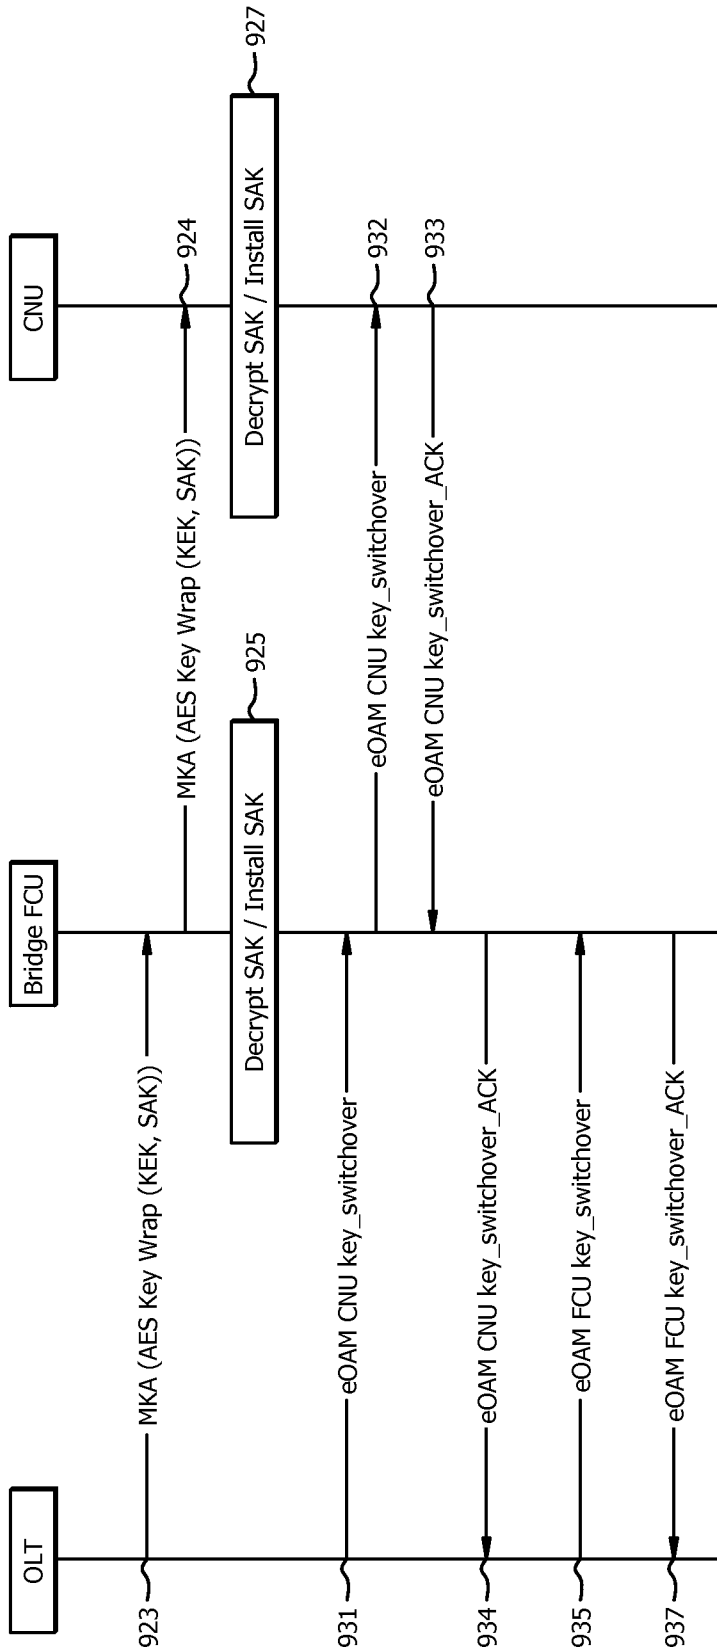 OLT
Bridge FCU
CNU
923
MKA (AES Key Wrap (KEK, SAK))
MKA (AES Key Wrap (KEK, SAK))
924
Decrypt SAK / Install SAK
925
Decrypt SAK / Install SAK
927
931
eOAM CNU key_switchover
eOAM CNU key_switchover
932
eOAM CNU key_switchover_ACK
933
934
eOAM CNU key_switchover_ACK
935
eOAM FCU key_switchover
937
eOAM FCU key_switchover_ACK